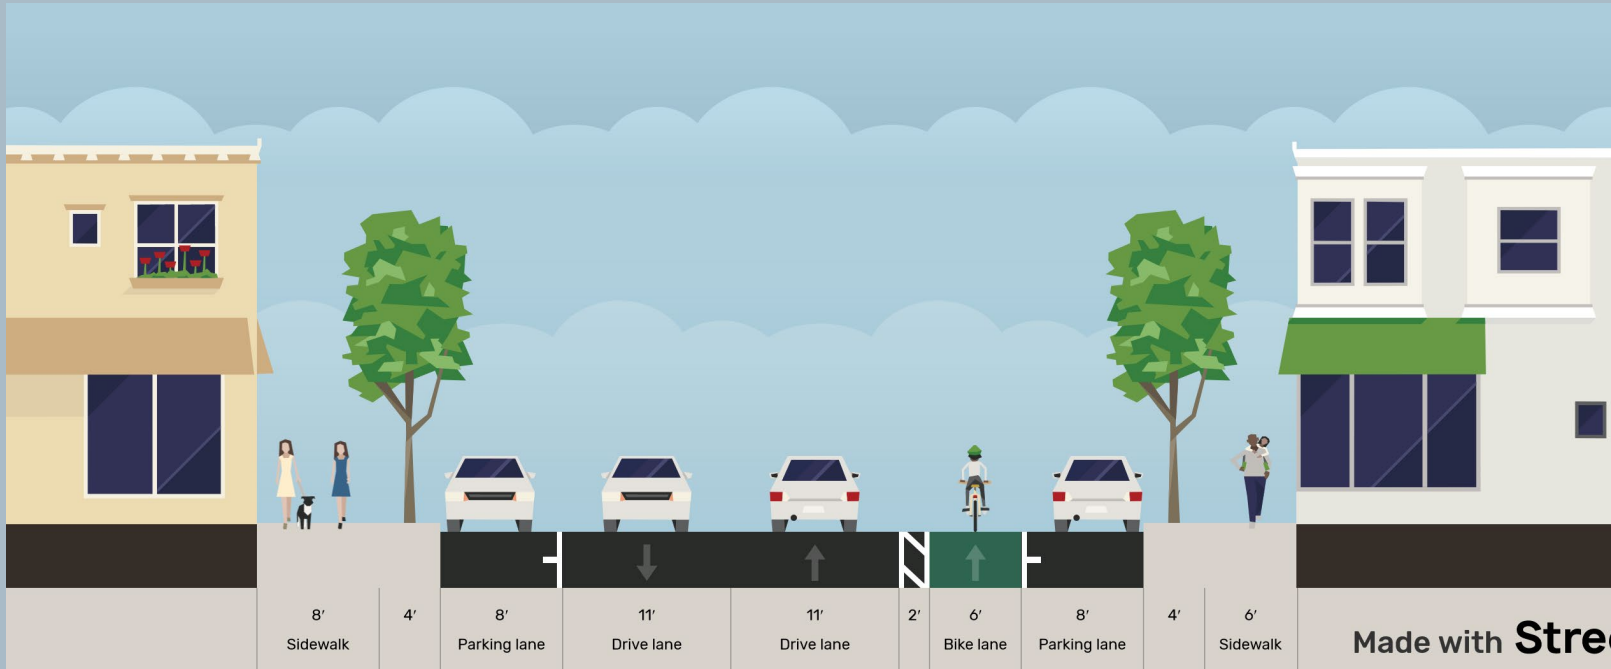 8′ 4′ 8′ 11′ 11′ 2′ 6′ 8′ 4′ 6′
Sidewalk Parking lane Drive lane Drive lane Bike lane Parking lane Sidewalk
Made with Stree